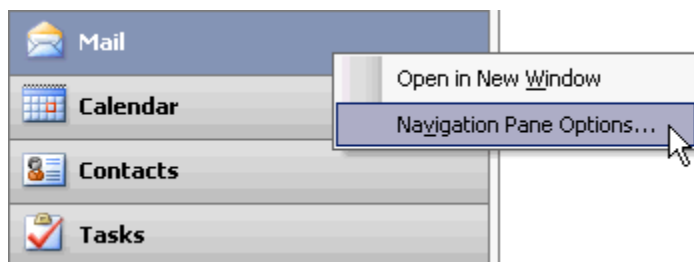 Mail
Open in New Window
Calendar
Navigation Pane Options...
Contacts
Tasks